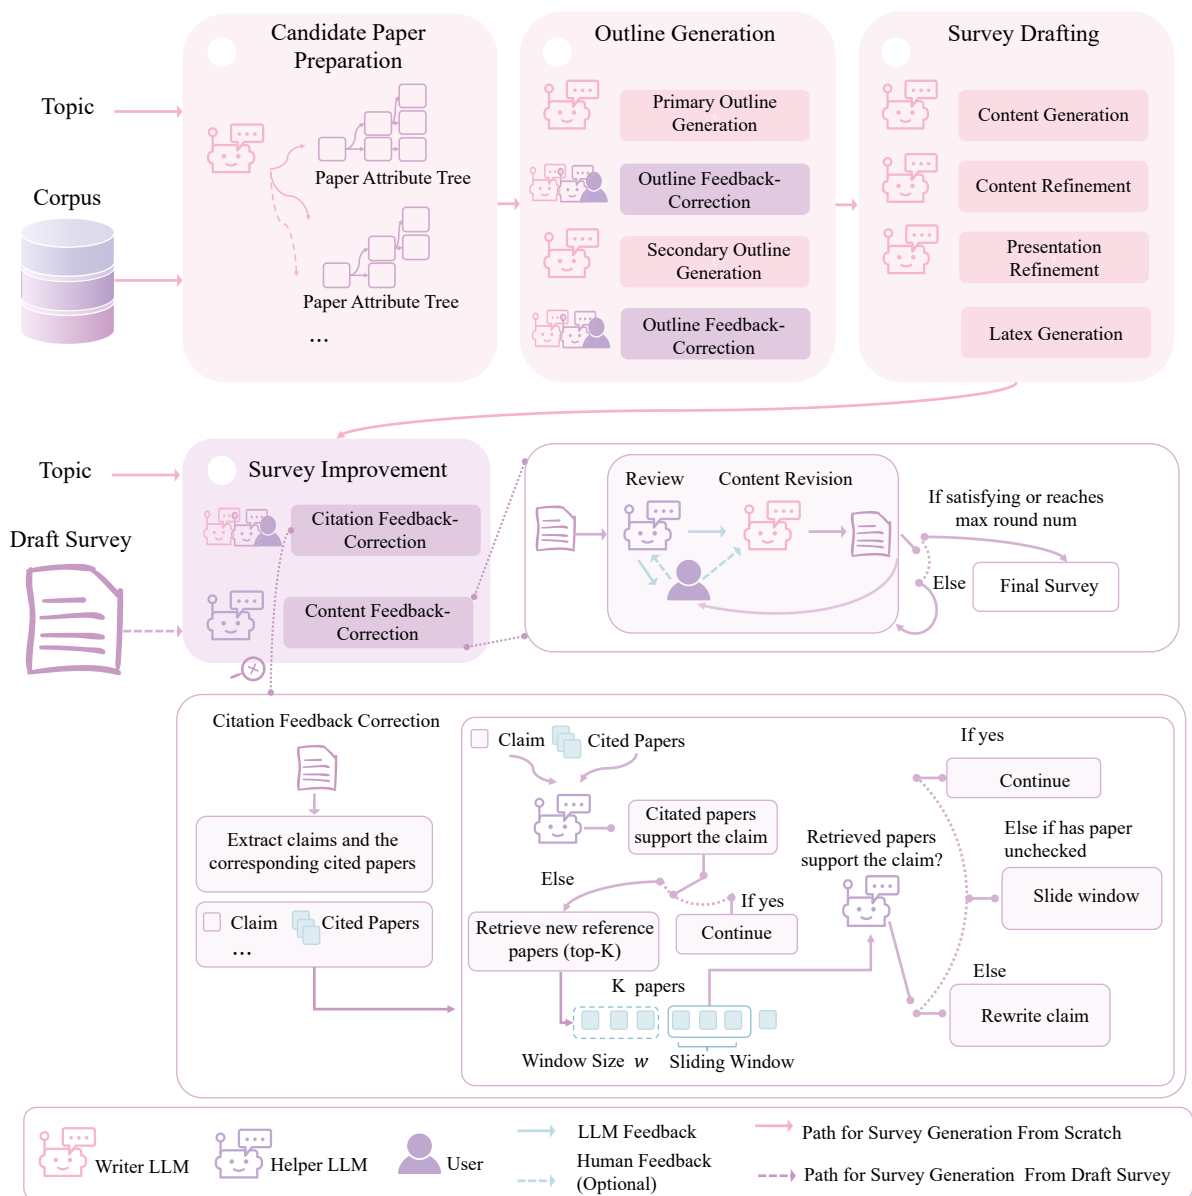 Candidate Paper
Preparation
Outline Generation
Survey Drafting
Topic
Corpus
Paper Attribute Tree
Paper Attribute Tree
...
Primary Outline
Generation
Outline Feedback-
Correction
Secondary Outline
Generation
Outline Feedback-
Correction
Content Generation
Content Refinement
Presentation
Refinement
Latex Generation
Topic
Draft Survey
Survey Improvement
Citation Feedback-
Correction
Content Feedback-
Correction
Review
Content Revision
If satisfying or reaches
max round num
Else
Final Survey
Citation Feedback Correction
Extract claims and the
corresponding cited papers
Claim
Cited Papers
...
Claim
Cited Papers
Citated papers
support the claim
Else
If yes
Continue
Retrieve new reference
papers (top-K)
K papers
Window Size w
Sliding Window
Retrieved papers
support the claim?
If yes
Continue
Else if has paper
unchecked
Slide window
Else
Rewrite claim
Writer LLM
Helper LLM
User
LLM Feedback
Human Feedback
(Optional)
Path for Survey Generation From Scratch
Path for Survey Generation From Draft Survey